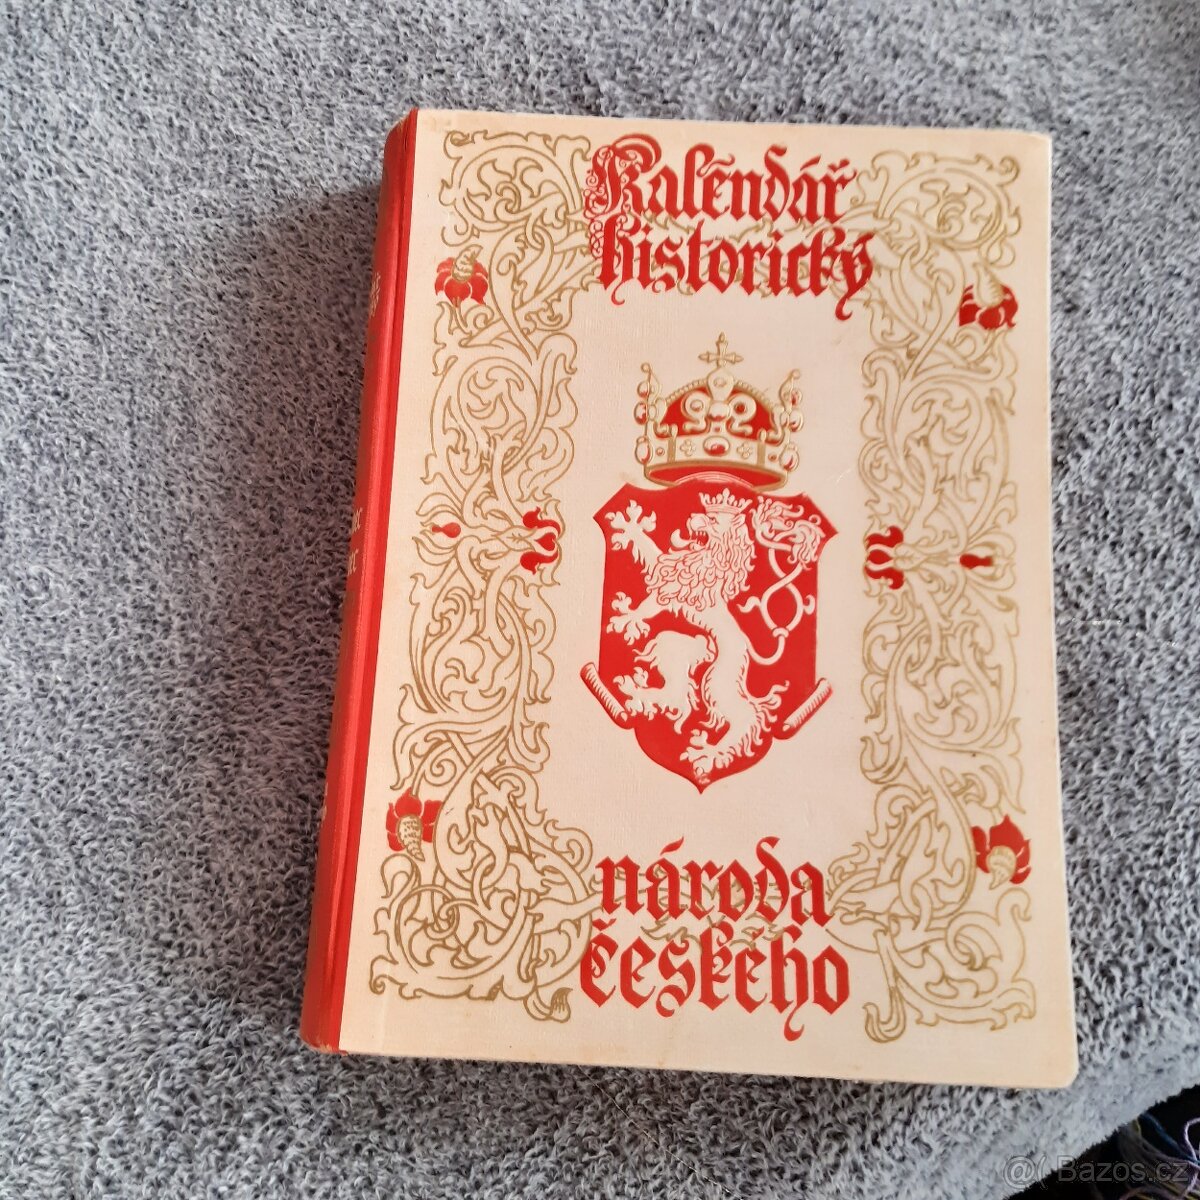 Kalendář
historický
národa
českého
@( Bazos.cz